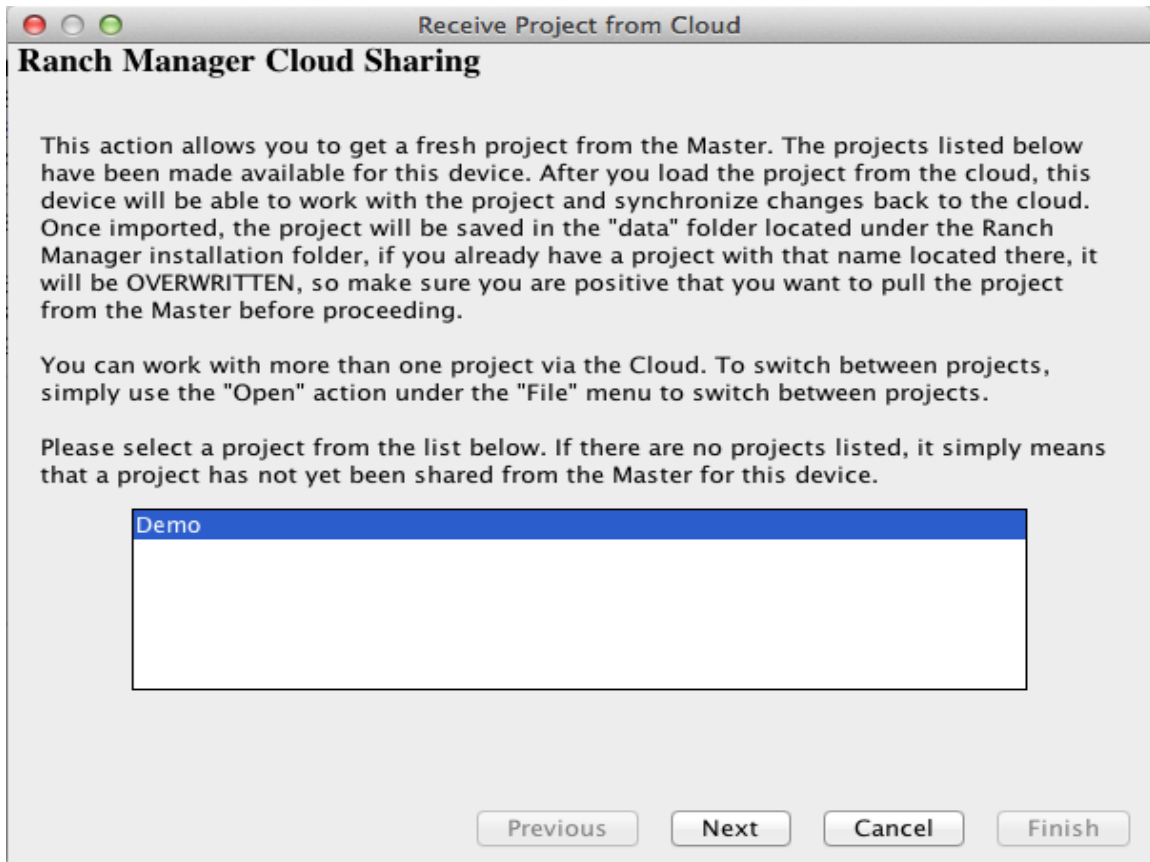 Receive Project from Cloud
Ranch Manager Cloud Sharing
This action allows you to get a fresh project from the Master. The projects listed below
have been made available for this device. After you load the project from the cloud, this
device will be able to work with the project and synchronize changes back to the cloud.
Once imported, the project will be saved in the "data" folder located under the Ranch
Manager installation folder, if you already have a project with that name located there, it
will be OVERWRITTEN, so make sure you are positive that you want to pull the project
from the Master before proceeding.
You can work with more than one project via the Cloud. To switch between projects,
simply use the "Open" action under the "File" menu to switch between projects.
Please select a project from the list below. If there are no projects listed, it simply means
that a project has not yet been shared from the Master for this device.
Demo
Previous Next Cancel Finish